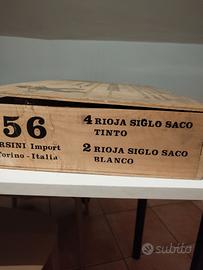 56
RSINI Import
Torino - Italia
4 RIOJA SIGLO SACO
TINTO
2 RIOJA SIGLO SACO
BLANCO
subito